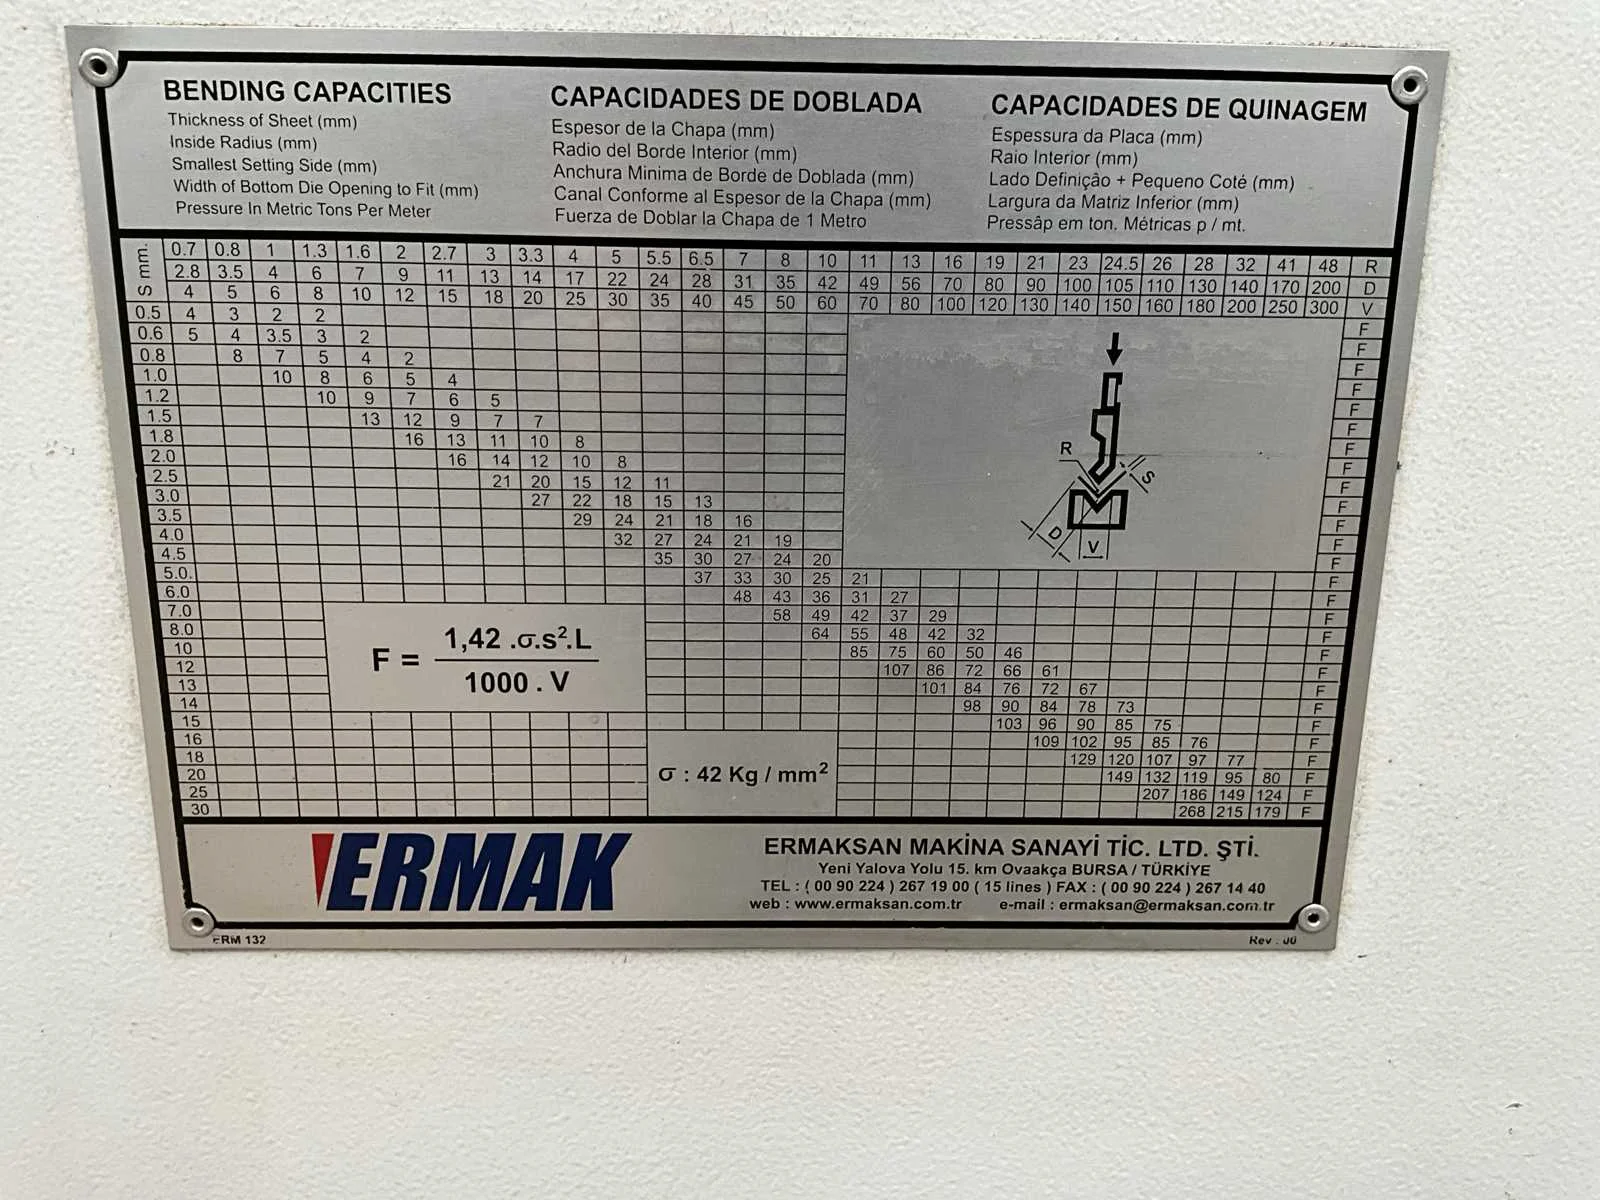 BENDING CAPACITIES
Thickness of Sheet (mm)
Inside Radius (mm)
Smallest Setting Side (mm)
Width of Bottom Die Opening to Fit (mm)
Pressure In Metric Tons Per Meter
CAPACIDADES DE DOBLADA
Espesor de la Chapa (mm)
Radio del Borde Interior (mm)
Anchura Minima de Borde de Doblada (mm)
Canal Conforme al Espesor de la Chapa (mm)
Fuerza de Doblar la Chapa de 1 Metro
CAPACIDADES DE QUINAGEM
Espessura da Placa (mm)
Raio Interior (mm)
Lado Definição + Pequeno Coté (mm)
Largura da Matriz Inferior (mm)
Pressâp em ton. Métricas p / mt.
S mm.
0.7 0.8 1 1.3 1.6 2 2.7 3 3.3 4 5 5.5 6.5 7 8 10 11 13 16 19 21 23 24.5 26 28 32 41 48 R
2.8 3.5 4 6 7 9 11 13 14 17 22 24 28 31 35 42 49 56 70 80 90 100 105 110 130 140 170 200 D
4 5 6 8 10 12 15 18 20 25 30 35 40 45 50 60 70 80 100 120 130 140 150 160 180 200 250 300 V
0.5 4 3 2 2 F
0.6 5 4 3.5 3 2 F
0.8 8 7 5 4 2 F
1.0 10 8 6 5 4 F
1.2 10 9 7 6 5 F
1.5 13 12 9 7 7 F
1.8 16 13 11 10 8 F
2.0 16 14 12 10 8 F
2.5 21 20 15 12 11 F
3.0 27 22 18 15 13 F
3.5 29 24 21 18 16 F
4.0 32 27 24 21 19 F
4.5 35 30 27 24 20 F
5.0. 37 33 30 25 21 F
6.0 48 43 36 31 27 F
7.0 58 49 42 37 29 F
8.0 64 55 48 42 32 F
10 85 75 60 50 46 F
12 107 86 72 66 61 F
13 101 84 76 72 67 F
14 98 90 84 78 73 F
15 103 96 90 85 75 F
16 109 102 95 85 76 F
18 129 120 107 97 77 F
20 149 132 119 95 80 F
25 207 186 149 124 F
30 268 215 179 F
R
S
D
V
F = 1,42 .σ.s².L
1000 . V
σ : 42 Kg / mm²
ERMAK
ERMAKSAN MAKİNA SANAYİ TİC. LTD. ŞTİ.
Yeni Yalova Yolu 15. km Ovaakça BURSA / TÜRKİYE
TEL : ( 00 90 224 ) 267 19 00 ( 15 lines ) FAX : ( 00 90 224 ) 267 14 40
web : www.ermaksan.com.tr e-mail : ermaksan@ermaksan.com.tr
ERM 132
Rev : 00